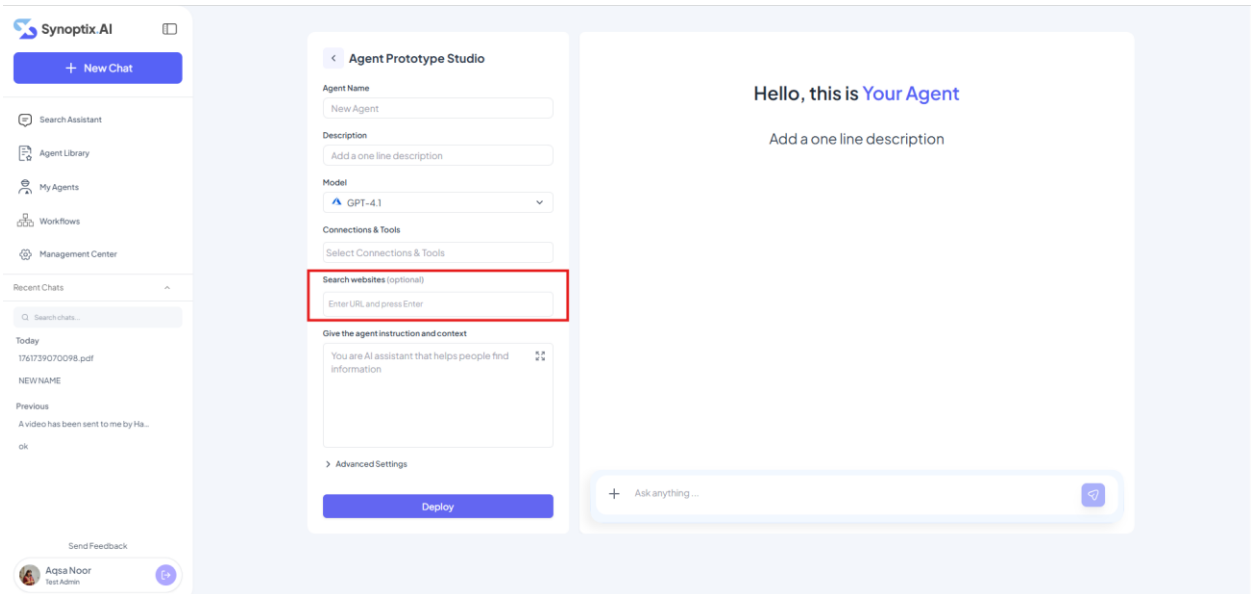 Synoptix.AI
+ New Chat
Search Assistant
Agent Library
My Agents
Workflows
Management Center
Recent Chats
Search chats...
Today
1761739070098.pdf
NEW NAME
Previous
A video has been sent to me by Ha...
ok
Send Feedback
Aqsa Noor
Test Admin
Agent Prototype Studio
Agent Name
New Agent
Description
Add a one line description
Model
GPT-4.1
Connections & Tools
Select Connections & Tools
Search websites (optional)
Enter URL and press Enter
Give the agent instruction and context
You are AI assistant that helps people find
information
Advanced Settings
Deploy
Hello, this is Your Agent
Add a one line description
Ask anything ...